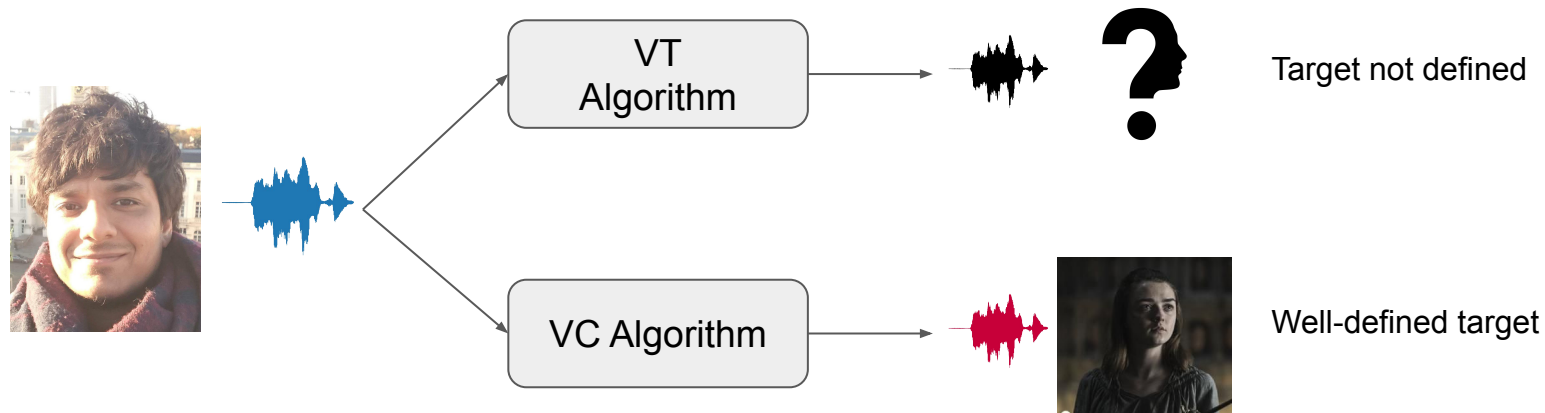 VT
Algorithm
Target not defined
VC Algorithm
Well-defined target